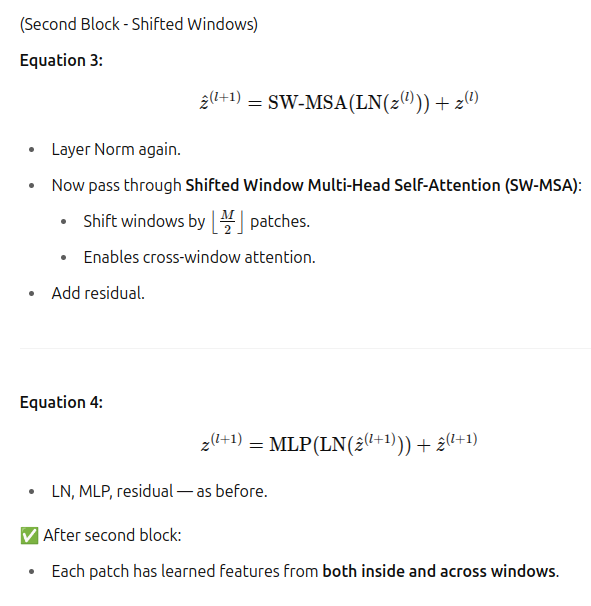 (Second Block - Shifted Windows)
Equation 3:
ẑ^(l+1) = SW-MSA(LN(z^(l))) + z^(l)
• Layer Norm again.
• Now pass through Shifted Window Multi-Head Self-Attention (SW-MSA):
• Shift windows by ⌊M/2⌋ patches.
• Enables cross-window attention.
• Add residual.
Equation 4:
z^(l+1) = MLP(LN(ẑ^(l+1))) + ẑ^(l+1)
• LN, MLP, residual — as before.
✅ After second block:
• Each patch has learned features from both inside and across windows.